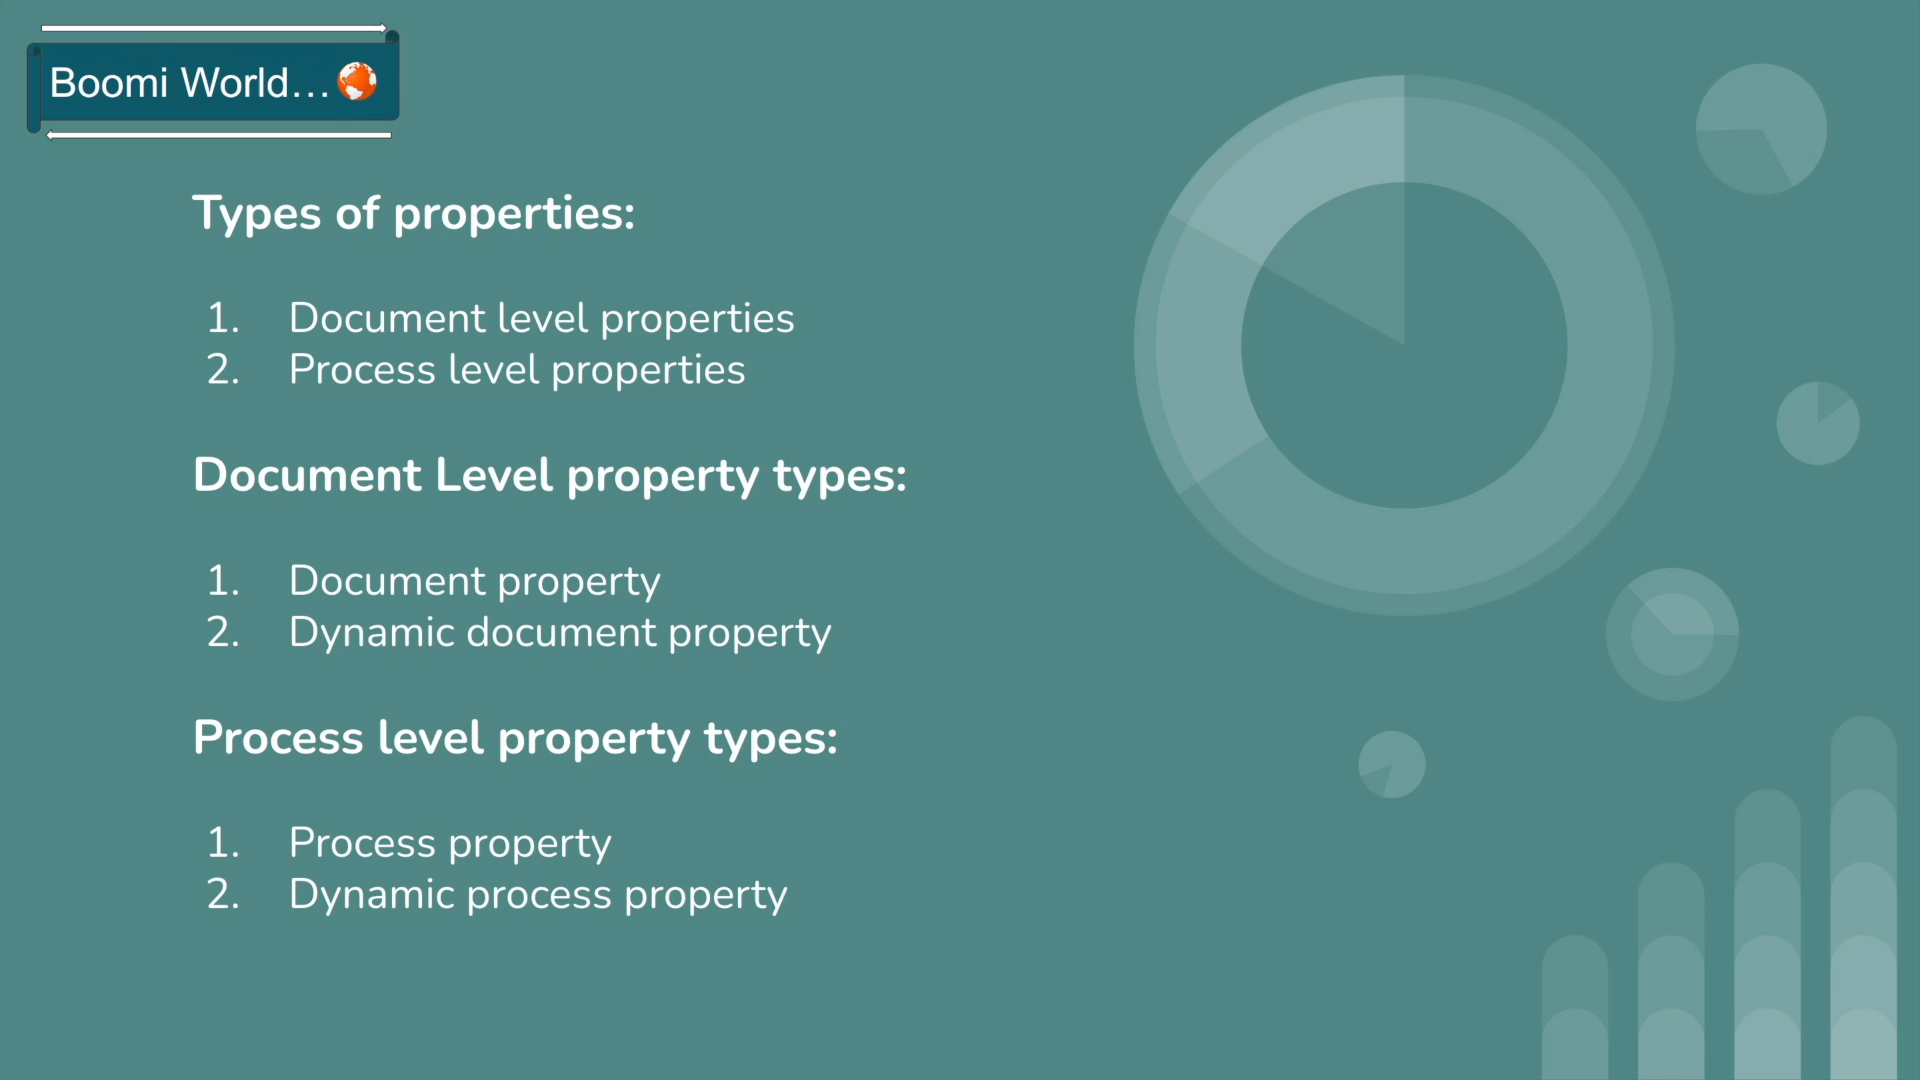 Boomi World...
Types of properties:
1. Document level properties
2. Process level properties
Document Level property types:
1. Document property
2. Dynamic document property
Process level property types:
1. Process property
2. Dynamic process property